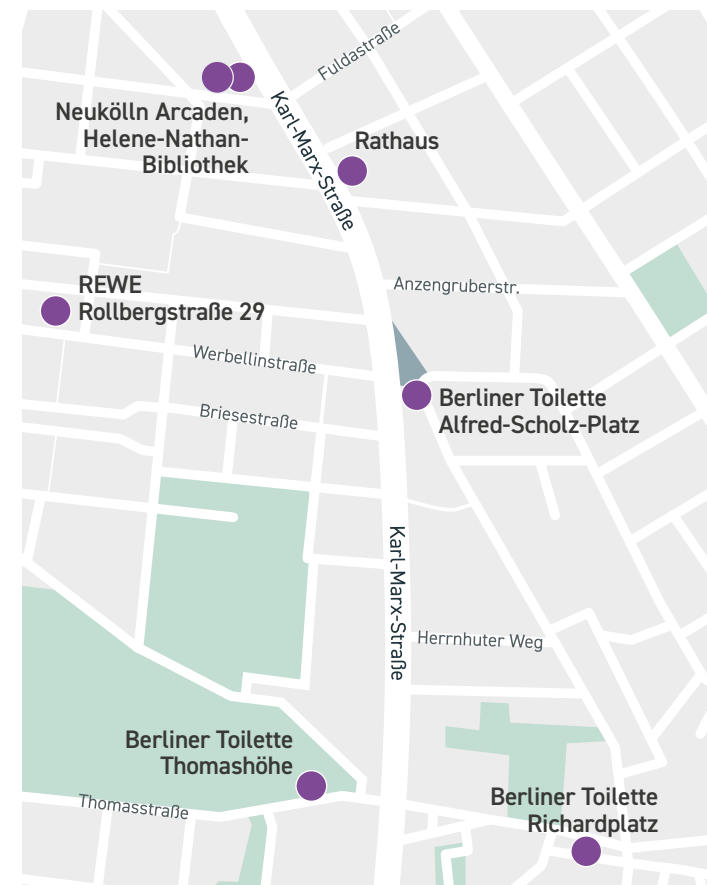 Fuldastraße
Neukölln Arcaden,
Helene-Nathan-
Bibliothek
Karl-Marx-Straße
Rathaus
REWE
Rollbergstraße 29
Anzengruberstr.
Werbellinstraße
Briesestraße
Berliner Toilette
Alfred-Scholz-Platz
Karl-Marx-Straße
Herrnhuter Weg
Berliner Toilette
Thomashöhe
Thomasstraße
Berliner Toilette
Richardplatz